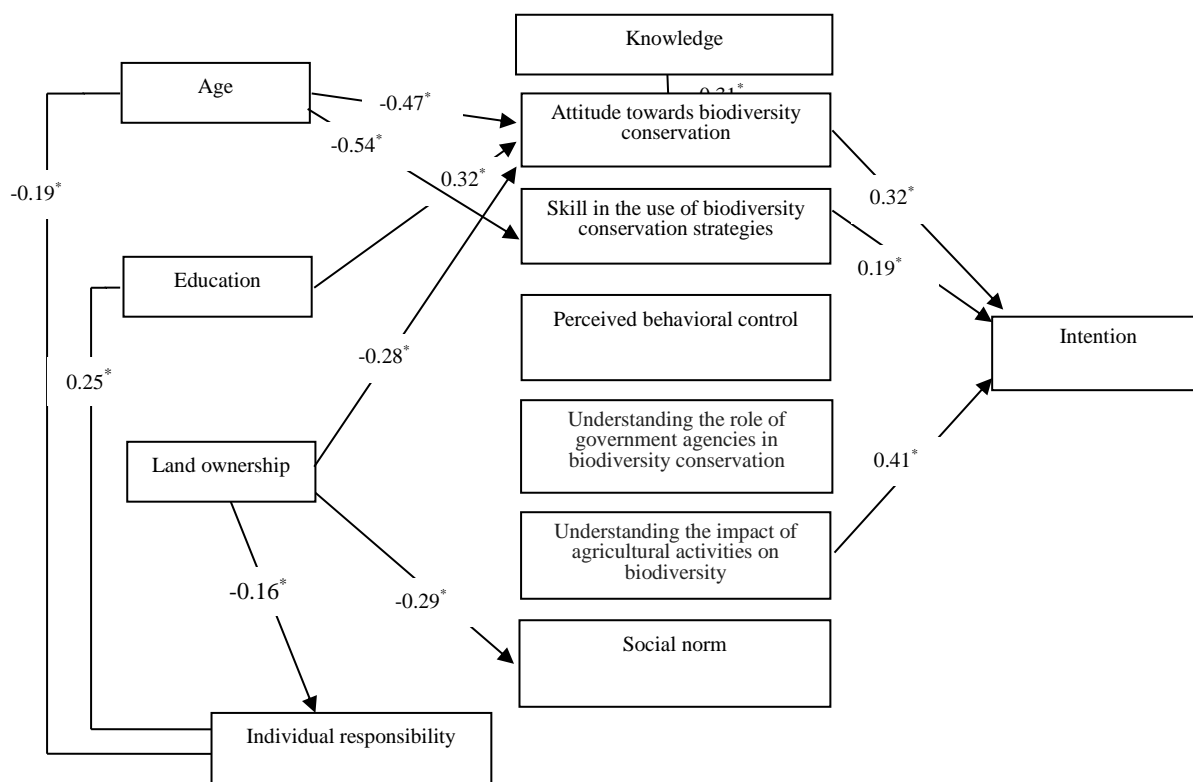 Knowledge
Age
-0.47*
Attitude towards biodiversity
conservation
-0.54*
-0.19*
0.32*
0.32*
Skill in the use of biodiversity
conservation strategies
0.19*
Education
Perceived behavioral control
Intention
-0.28*
0.25*
Understanding the role of
government agencies in
biodiversity conservation
Land ownership
0.41*
Understanding the impact of
agricultural activities on
biodiversity
-0.16*
-0.29*
Social norm
Individual responsibility